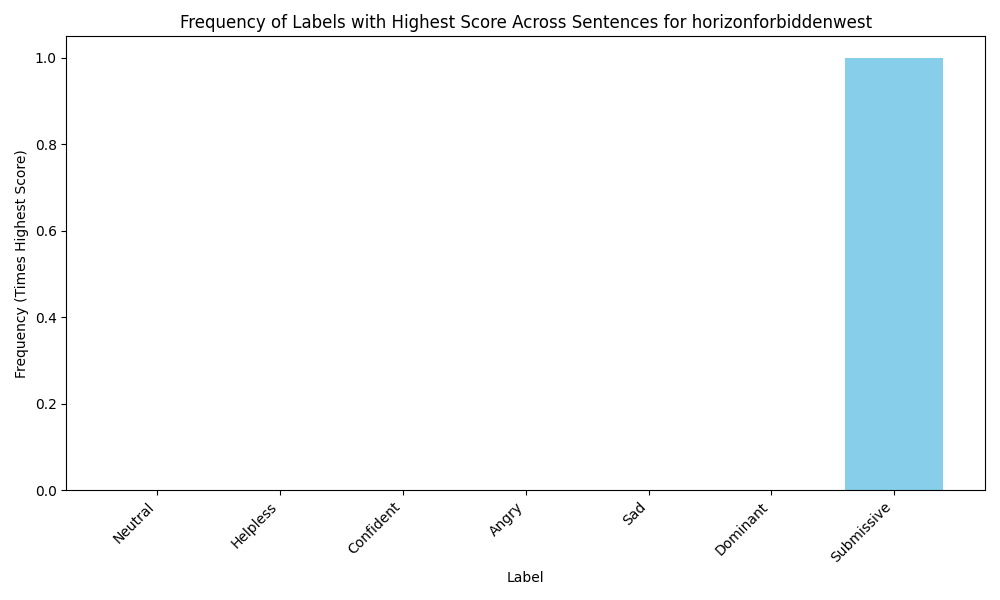 Frequency of Labels with Highest Score Across Sentences for horizonforbiddenwest
Frequency (Times Highest Score)
1.0
0.8
0.6
0.4
0.2
0.0
Neutral
Helpless
Confident
Angry
Sad
Dominant
Submissive
Label